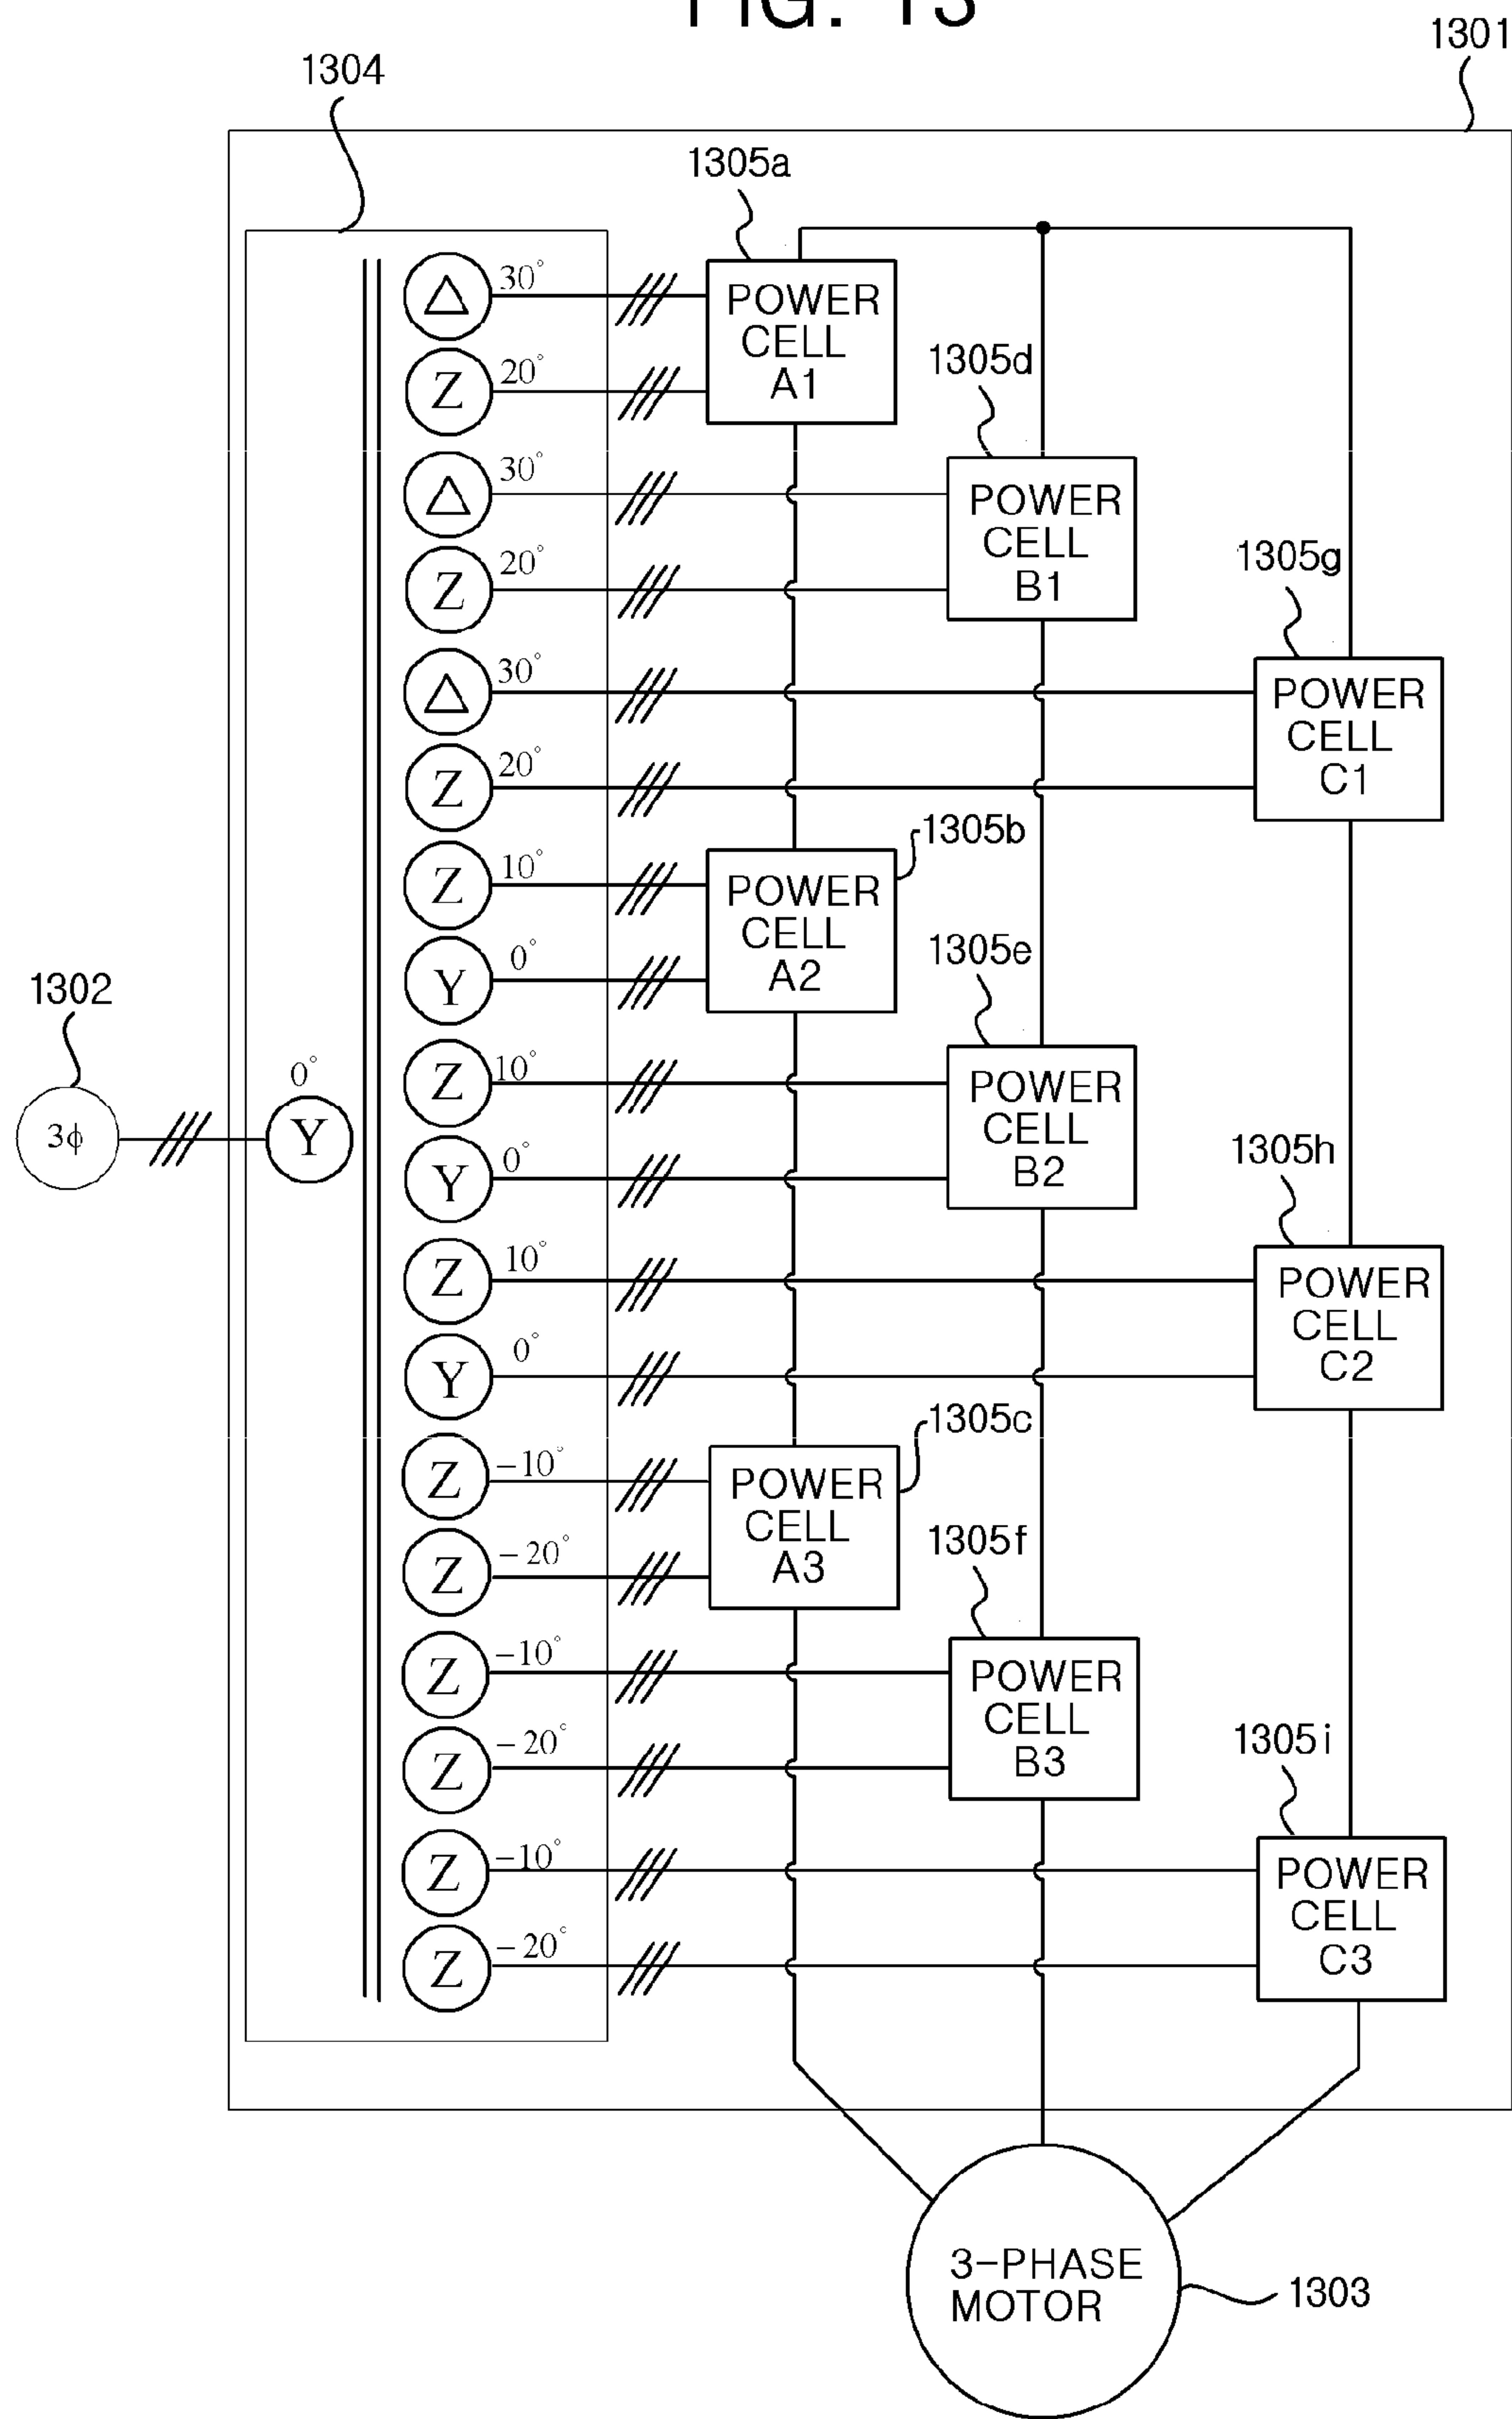 FIG. 13
1301
1304
1305a
30°
POWER
CELL
A1
20°
1305d
30°
POWER
CELL
B1
20°
1305g
30°
POWER
CELL
C1
20°
1305b
10°
POWER
CELL
A2
0°
1305e
Z
Z
Z
Z
Y
1302
3ϕ
0°
Y
Z
10°
POWER
CELL
B2
Y
0°
1305h
Z
10°
POWER
CELL
C2
Y
0°
1305c
Z
-10°
POWER
CELL
A3
Z
-20°
1305f
Z
-10°
POWER
CELL
B3
Z
-20°
1305i
Z
-10°
POWER
CELL
C3
Z
-20°
3-PHASE
MOTOR
1303